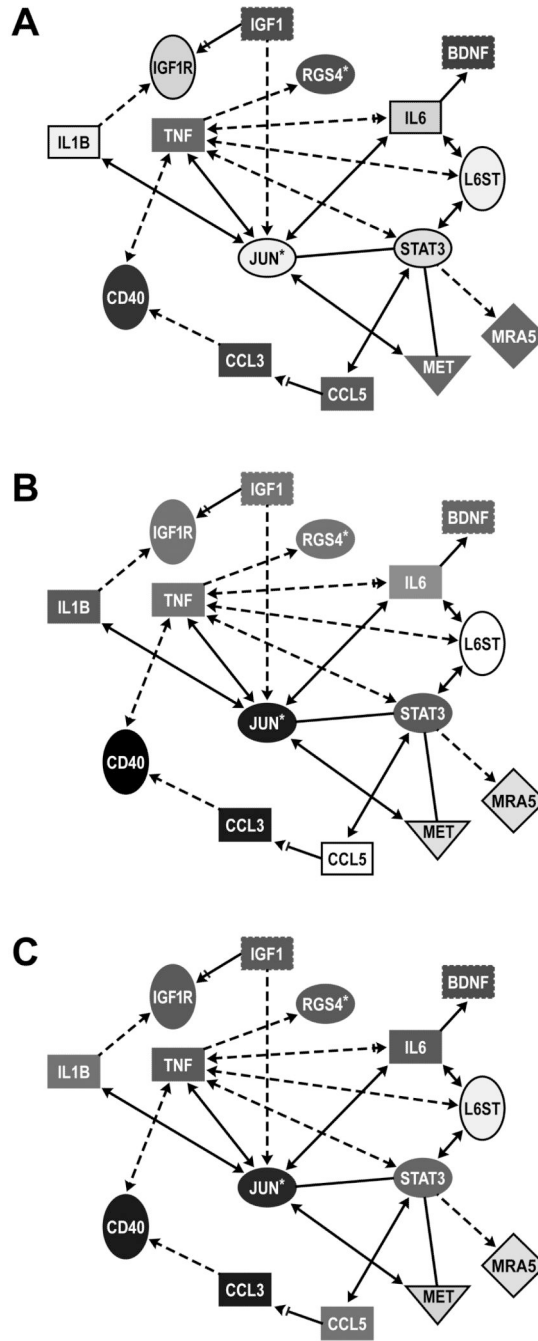 A
IGF1
BDNF
IGF1R
RGS4*
IL1B
TNF
IL6
L6ST
JUN*
STAT3
CD40
MRA5
CCL3
MET
CCL5
B
IGF1
BDNF
IGF1R
RGS4*
IL1B
TNF
IL6
L6ST
JUN*
STAT3
CD40
MRA5
CCL3
MET
CCL5
C
IGF1
BDNF
IGF1R
RGS4*
IL1B
TNF
IL6
L6ST
JUN*
STAT3
CD40
MRA5
CCL3
MET
CCL5